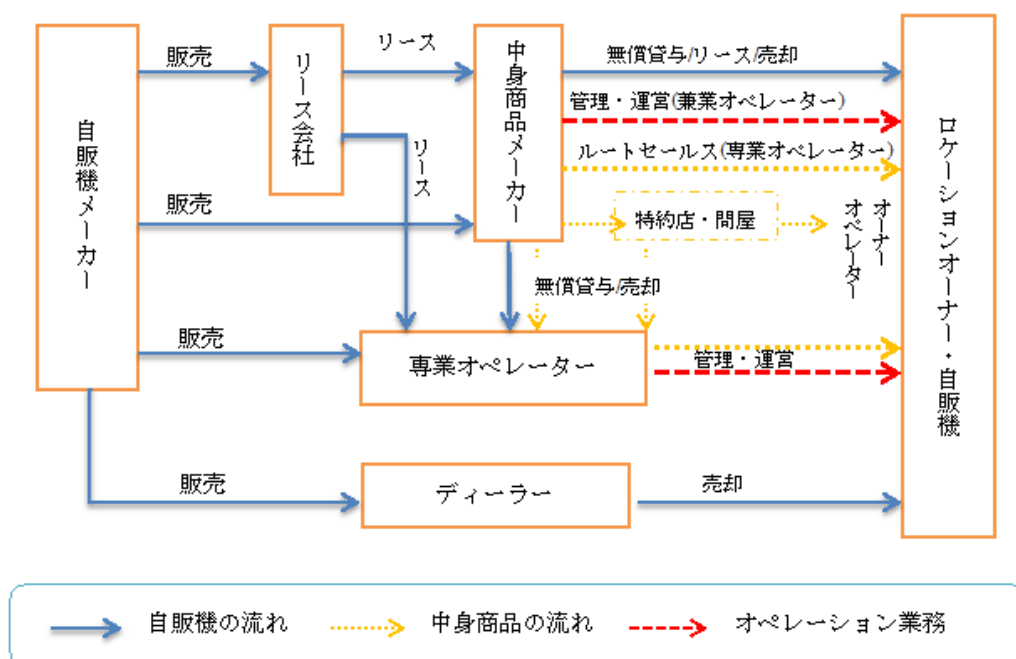 自販機メーカー
販売
リース会社
リース
中身商品メーカー
無償貸与/リース/売却
管理・運営(兼業オペレーター)
ルートセールス(専業オペレーター)
リース
販売
特約店・問屋
オーナー
オペレーター
無償貸与/売却
ロケーションオーナー・自販機
販売
専業オペレーター
管理・運営
販売
ディーラー
売却
自販機の流れ
中身商品の流れ
オペレーション業務